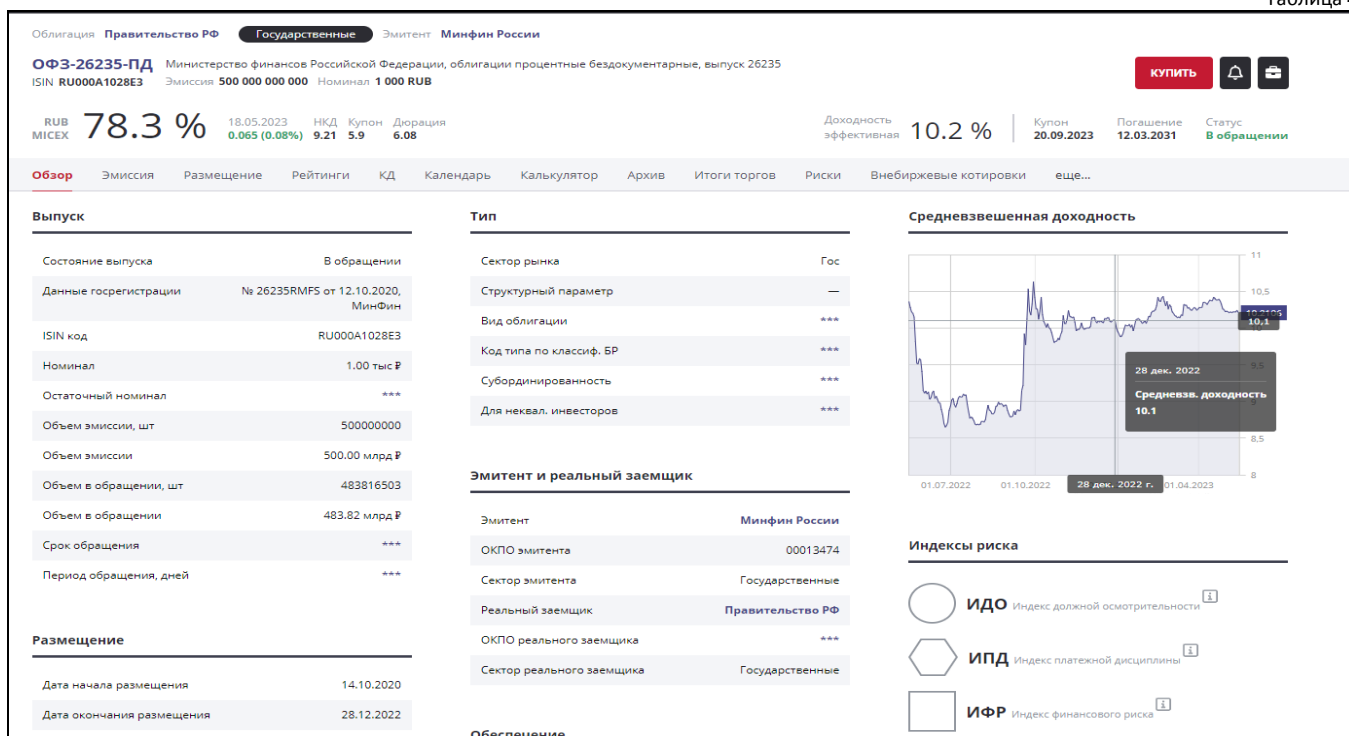 Таблица
Облигация Правительство РФ Государственные Эмитент Минфин России
ОФЗ-26235-ПД Министерство финансов Российской Федерации, облигации процентные бездокументарные, выпуск 26235
ISIN RU000A1028E3 Эмиссия 500 000 000 000 Номинал 1 000 RUB
КУПИТЬ
RUB MICEX 78.3 % 18.05.2023 0.065 (0.08%) НКД 9.21 Купон 5.9 Дюрация 6.08
Доходность эффективная 10.2 % Купон 20.09.2023 Погашение 12.03.2031 Статус В обращении
Обзор Эмиссия Размещение Рейтинги КД Календарь Калькулятор Архив Итоги торгов Риски Внебиржевые котировки еще...
Выпуск
Состояние выпуска В обращении
Данные госрегистрации № 26235RMFS от 12.10.2020,
МинФин
ISIN код RU000A1028E3
Номинал 1.00 тыс ₽
Остаточный номинал ***
Объем эмиссии, шт 500000000
Объем эмиссии 500.00 млрд ₽
Объем в обращении, шт 483816503
Объем в обращении 483.82 млрд ₽
Срок обращения ***
Период обращения, дней ***
Размещение
Дата начала размещения 14.10.2020
Дата окончания размещения 28.12.2022
Тип
Сектор рынка Гос
Структурный параметр —
Вид облигации ***
Код типа по классиф. БР ***
Субординированность ***
Для неквал. инвесторов ***
Эмитент и реальный заемщик
Эмитент Минфин России
ОКПО эмитента 00013474
Сектор эмитента Государственные
Реальный заемщик Правительство РФ
ОКПО реального заемщика ***
Сектор реального заемщика Государственные
Обеспечение
Средневзвешенная доходность
11
10,5
10.2106
10,1
9,5
9
8,5
8
28 дек. 2022
Средневзв. доходность
10.1
01.07.2022 01.10.2022 28 дек. 2022 г. 01.04.2023
Индексы риска
ИДО Индекс должной осмотрительности i
ИПД Индекс платежной дисциплины i
ИФР Индекс финансового риска i